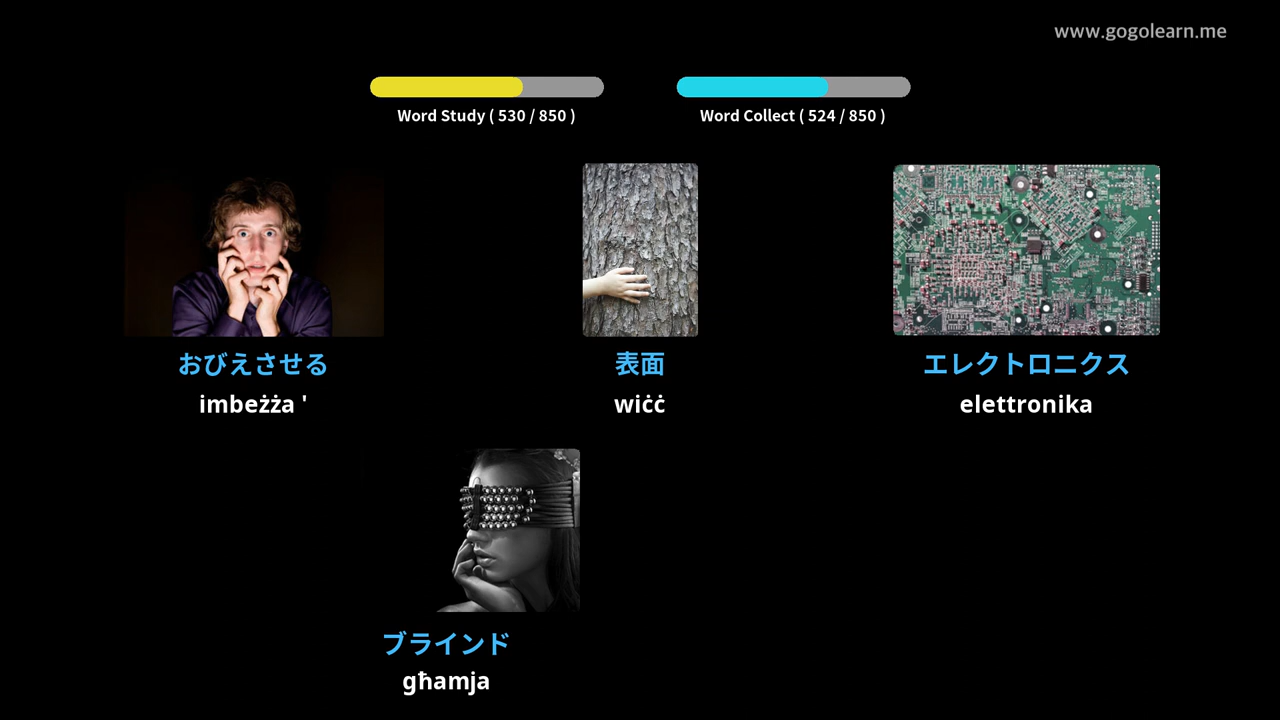 www.gogolearn.me
Word Study ( 530 / 850 )
Word Collect ( 524 / 850 )
おびえさせる
imbeżża '
表面
wiċċ
エレクトロニクス
elettronika
ブラインド
għamja